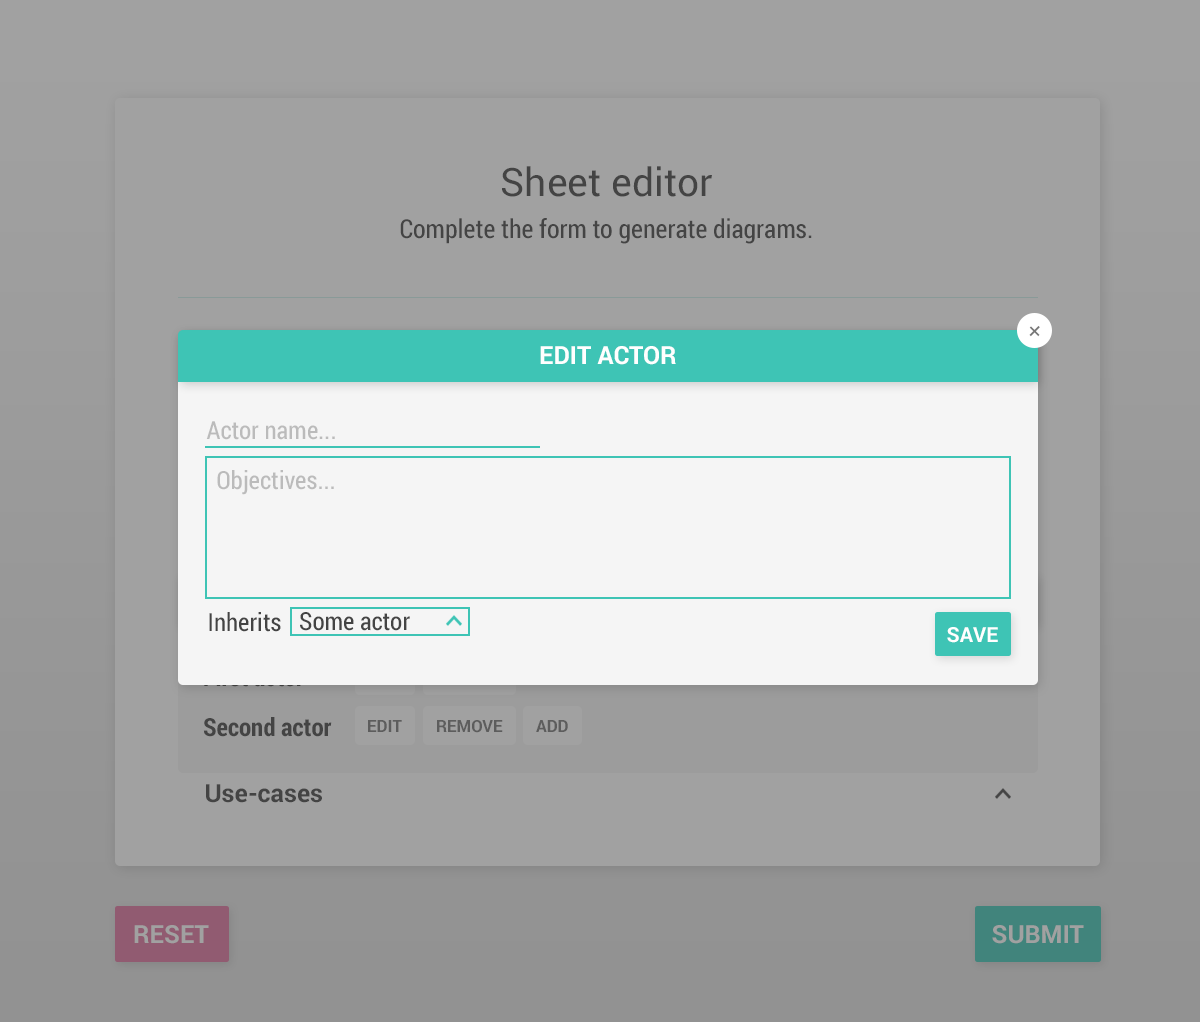 Sheet editor
Complete the form to generate diagrams.
EDIT ACTOR
Actor name...
Objectives...
Inherits Some actor
SAVE
Second actor EDIT REMOVE ADD
Use-cases
RESET SUBMIT